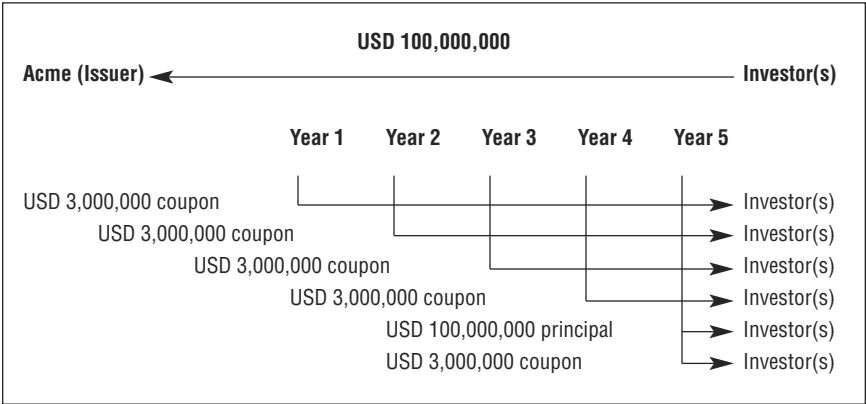 USD 100,000,000
Acme (Issuer) Investor(s)
Year 1 Year 2 Year 3 Year 4 Year 5
USD 3,000,000 coupon Investor(s)
USD 3,000,000 coupon Investor(s)
USD 3,000,000 coupon Investor(s)
USD 3,000,000 coupon Investor(s)
USD 100,000,000 principal Investor(s)
USD 3,000,000 coupon Investor(s)